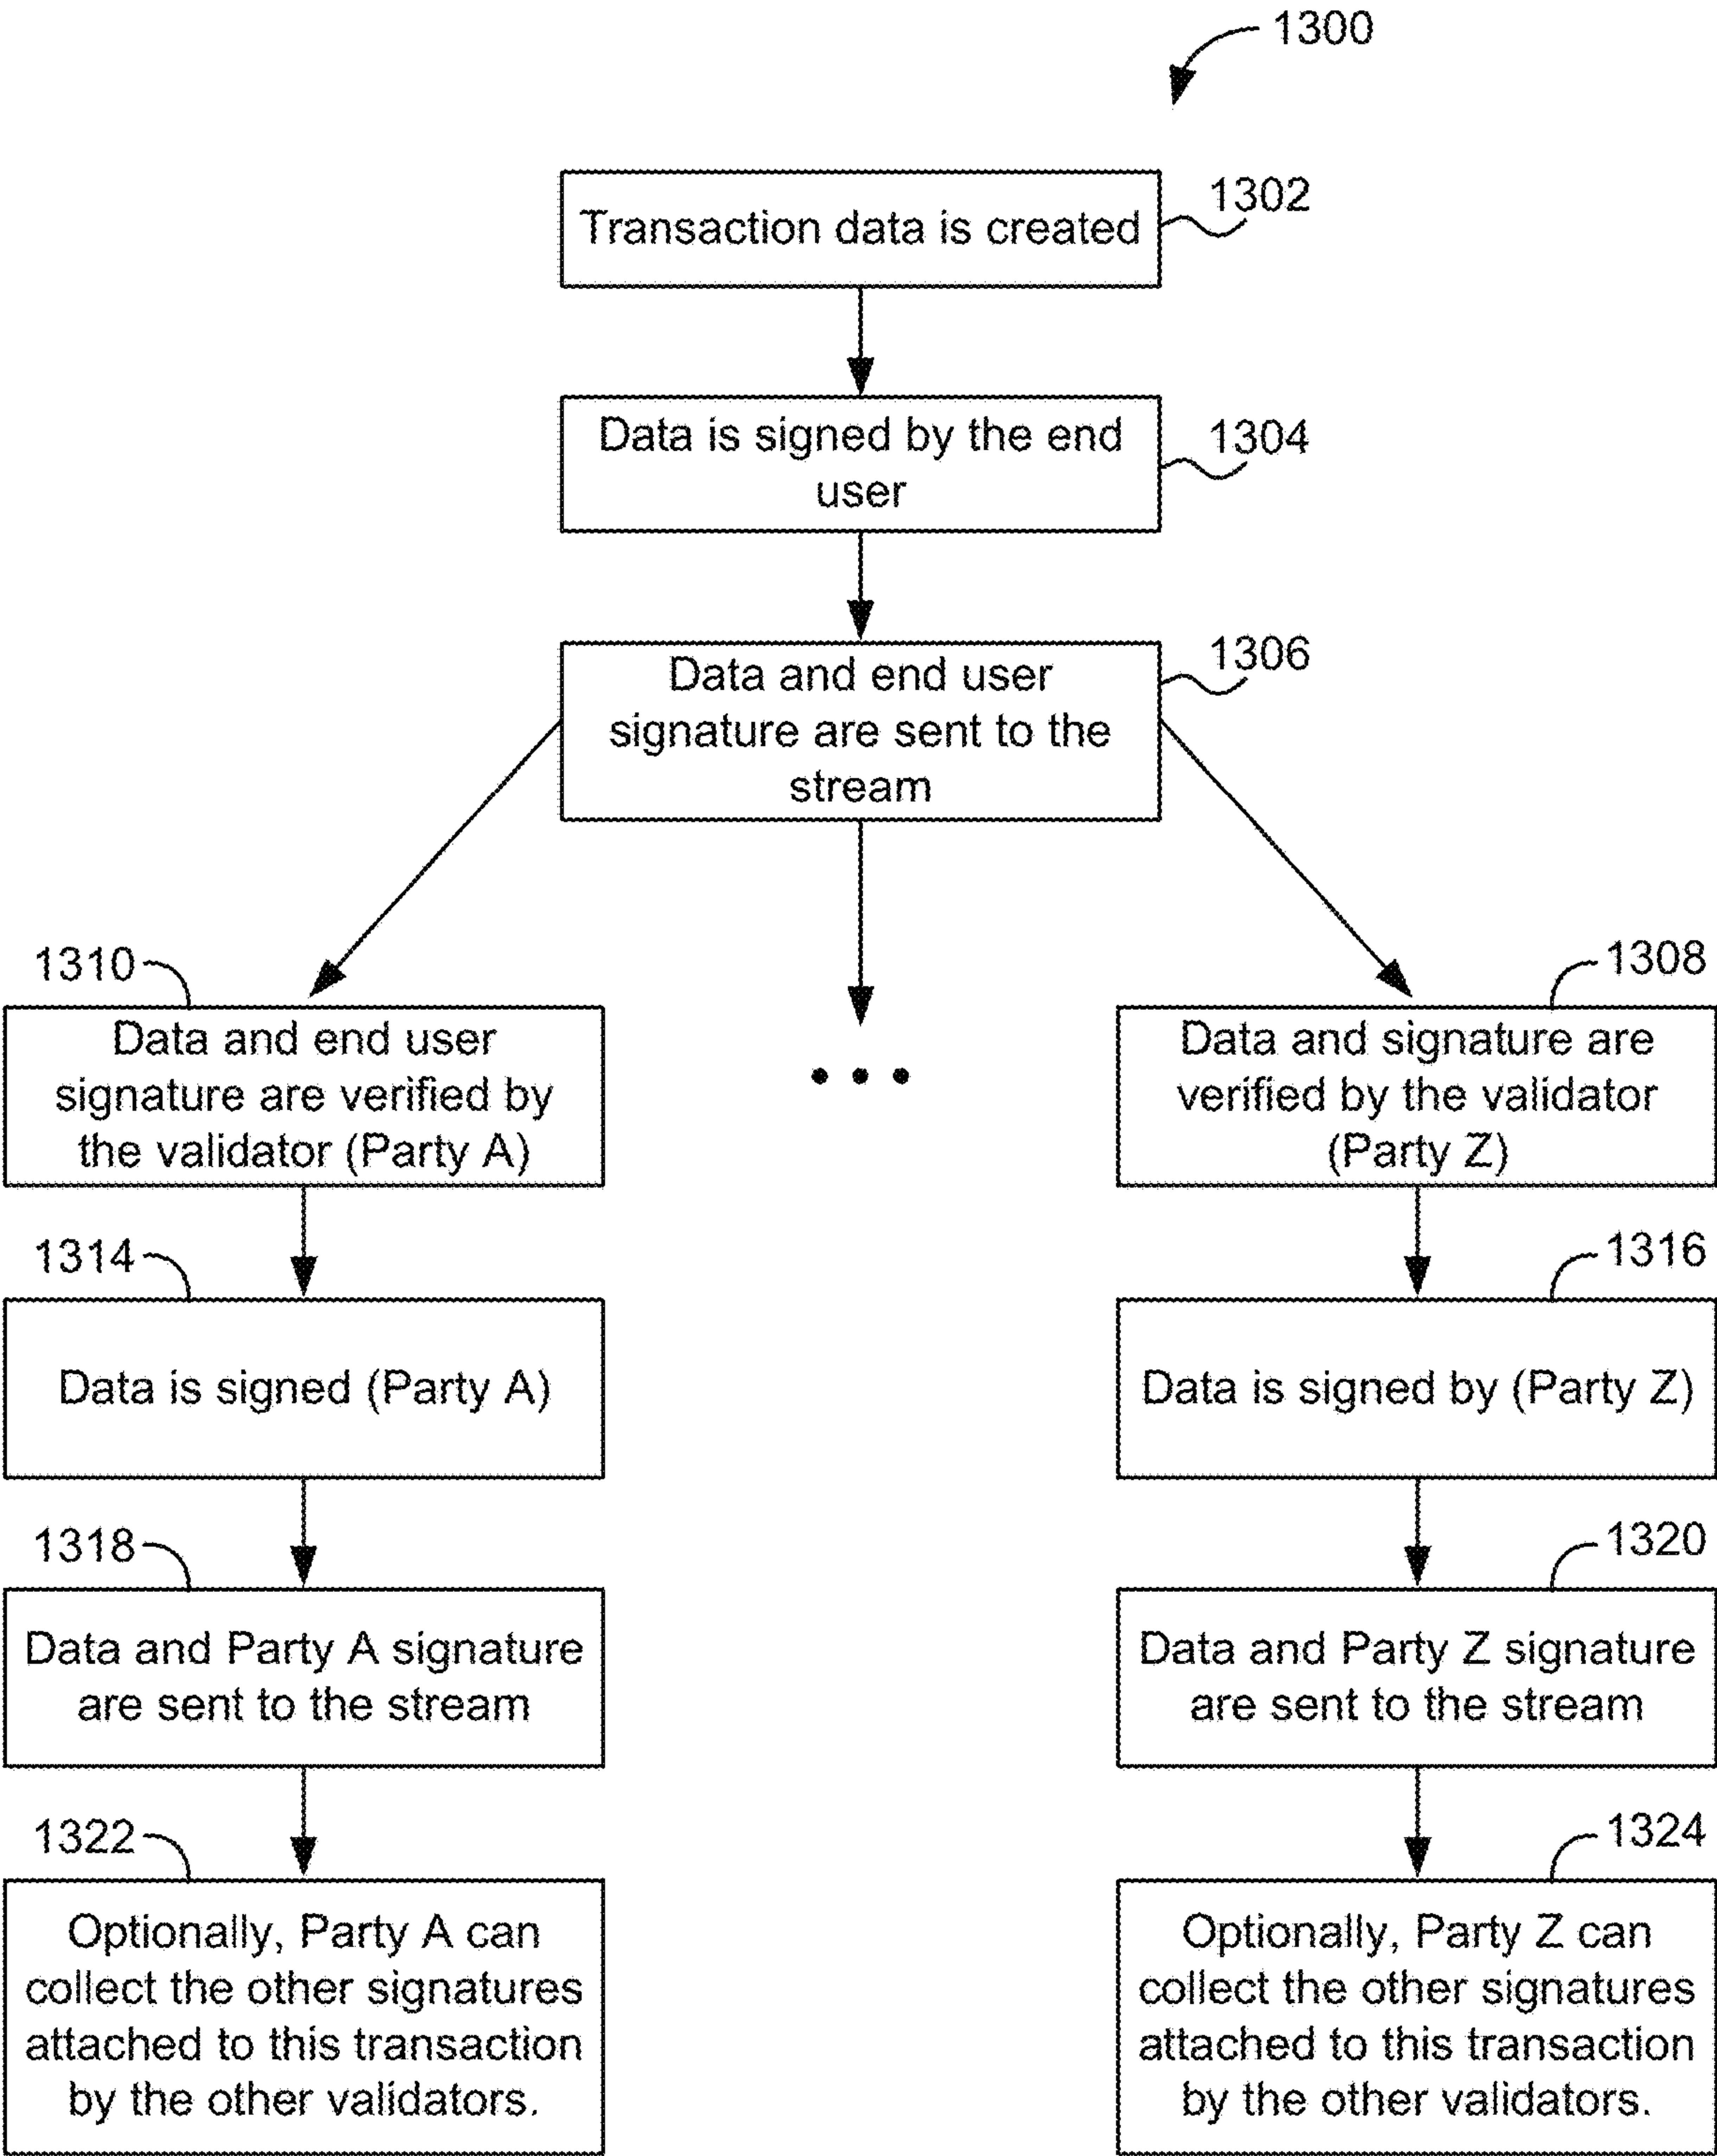 1300
1302
Transaction data is created
1304
Data is signed by the end
user
1306
Data and end user
signature are sent to the
stream
1310
Data and end user
signature are verified by
the validator (Party A)
1308
Data and signature are
verified by the validator
(Party Z)
1314
Data is signed (Party A)
1316
Data is signed by (Party Z)
1318
Data and Party A signature
are sent to the stream
1320
Data and Party Z signature
are sent to the stream
1322
Optionally, Party A can
collect the other signatures
attached to this transaction
by the other validators.
1324
Optionally, Party Z can
collect the other signatures
attached to this transaction
by the other validators.